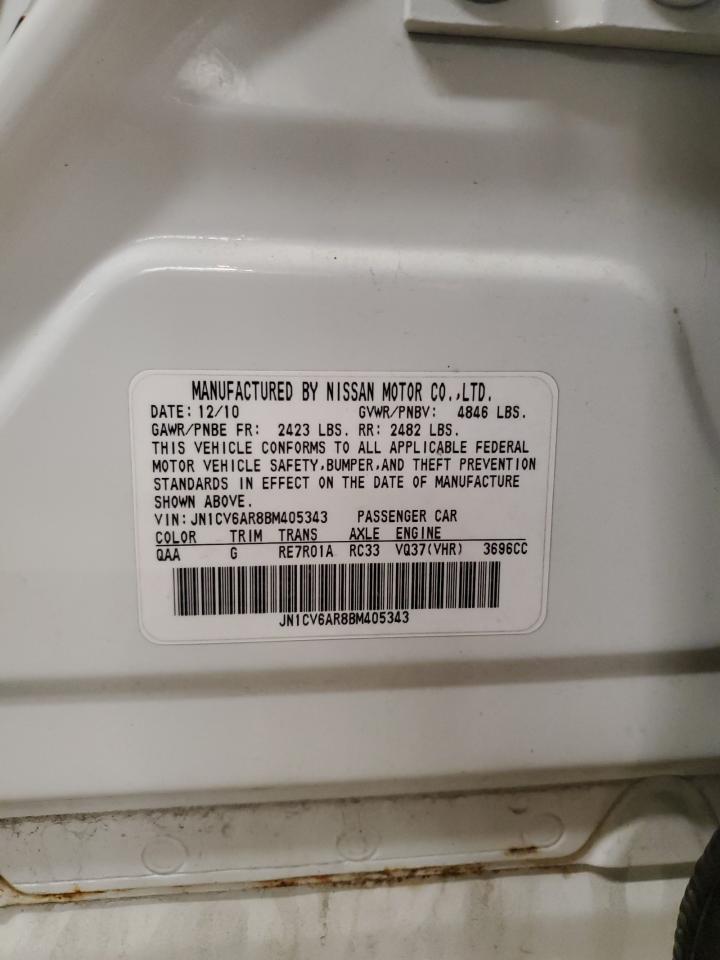 MANUFACTURED BY NISSAN MOTOR CO.,LTD.
DATE: 12/10 GVWR/PNBV: 4846 LBS.
GAWR/PNBE FR: 2423 LBS. RR: 2482 LBS.
THIS VEHICLE CONFORMS TO ALL APPLICABLE FEDERAL
MOTOR VEHICLE SAFETY,BUMPER,AND THEFT PREVENTION
STANDARDS IN EFFECT ON THE DATE OF MANUFACTURE
SHOWN ABOVE.
VIN: JN1CV6AR8BM405343 PASSENGER CAR
COLOR TRIM TRANS AXLE ENGINE
QAA G RE7R01A RC33 VQ37(VHR) 3696CC
JN1CV6AR8BM405343